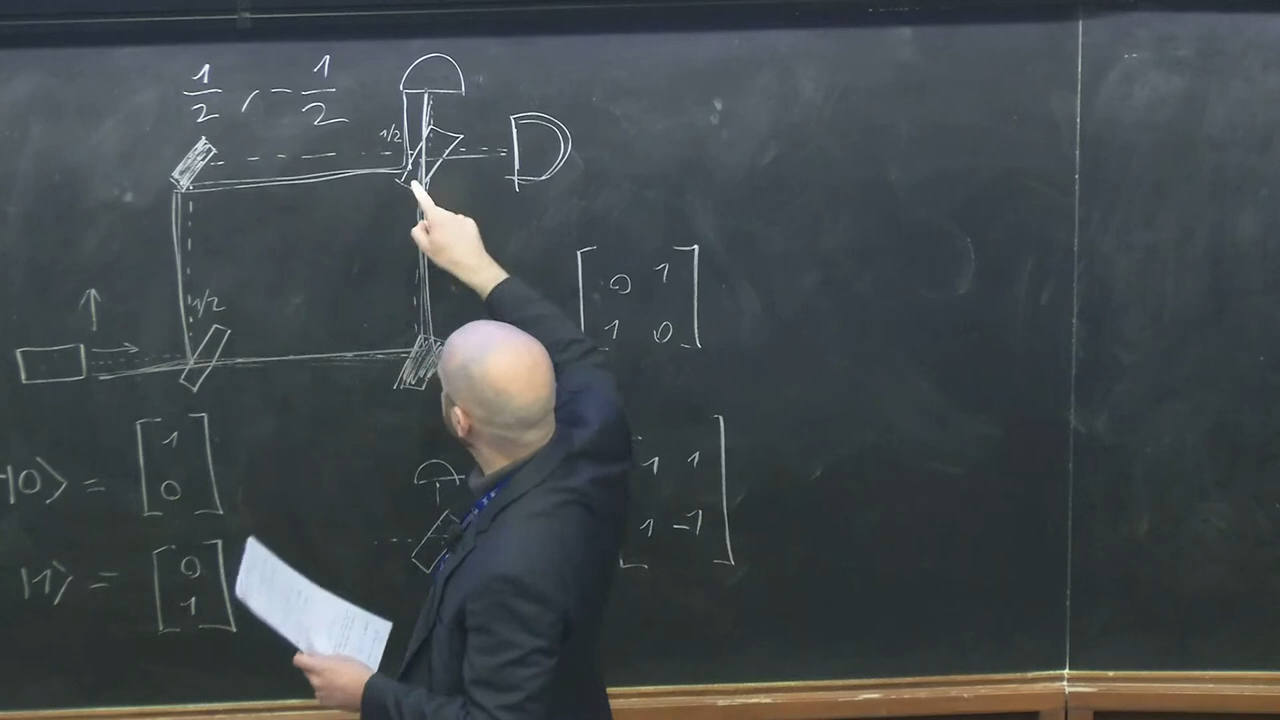 1/2 , -1/2
1/2
1/2
0 1
1 0
|0⟩ = [1
0]
1 1
1 -1
|1⟩ = [0
1]